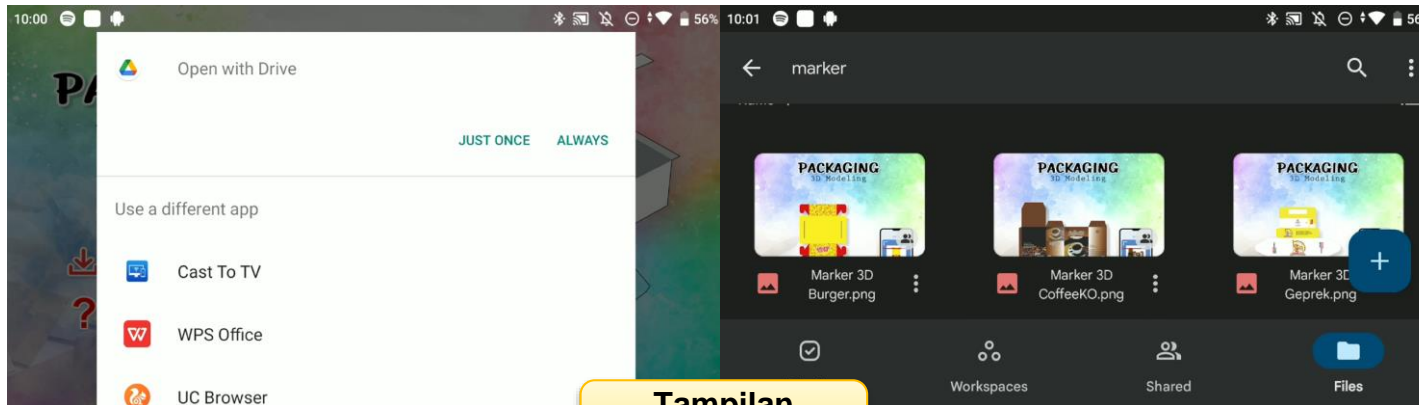 10:00
56%
PA
Open with Drive
JUST ONCE ALWAYS
Use a different app
?
Cast To TV
WPS Office
UC Browser
10:01
56
marker
PACKAGING
3D Modeling
PACKAGING
3D Modeling
PACKAGING
3D Modeling
Marker 3D
Burger.png
Marker 3D
CoffeeKO.png
Marker 3D
Geprek.png
Workspaces
Shared
Files
Tampilan